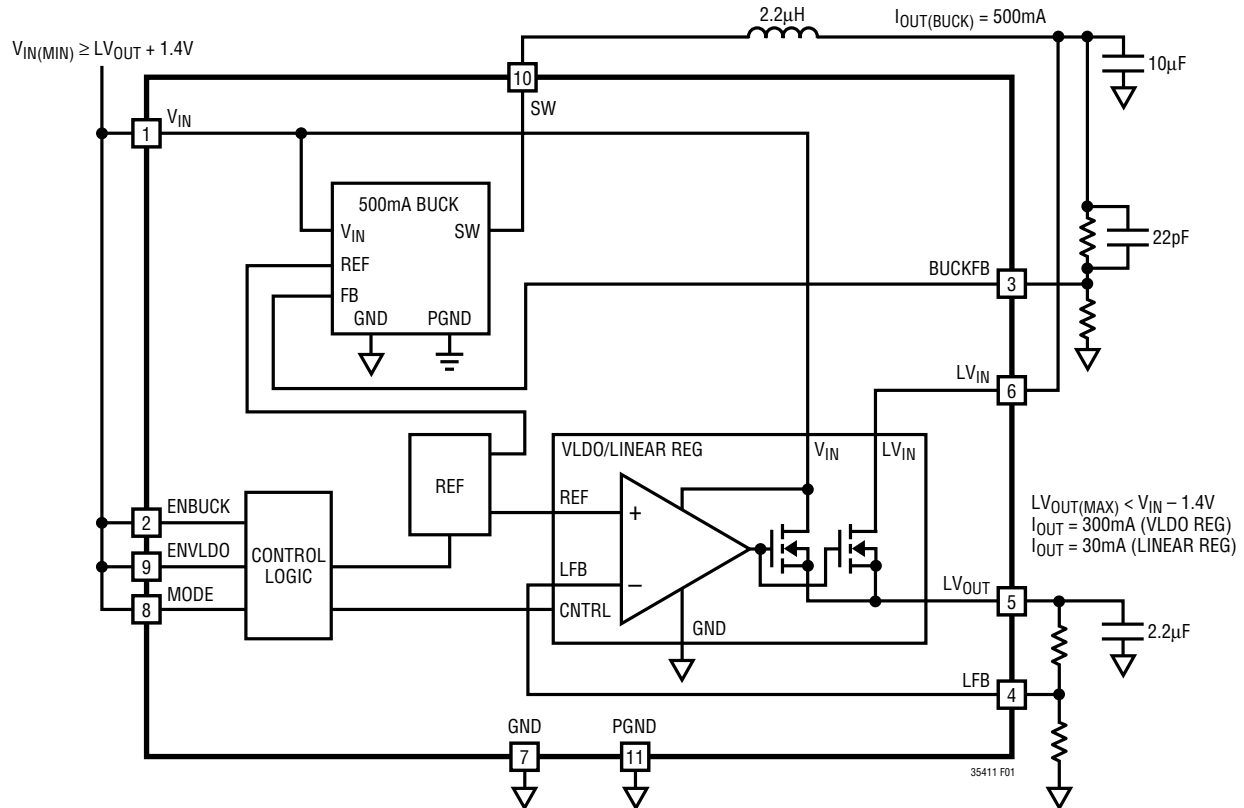 V_IN(MIN) ≥ LV_OUT + 1.4V
2.2μH
I_OUT(BUCK) = 500mA
10μF
10
SW
1
V_IN
500mA BUCK
V_IN
SW
REF
FB
GND
PGND
22pF
BUCKFB
3
LV_IN
6
VLDO/LINEAR REG
V_IN
LV_IN
REF
REF
+
LFB
–
CNTRL
GND
2
ENBUCK
9
ENVLDO
8
MODE
CONTROL
LOGIC
LV_OUT(MAX) < V_IN – 1.4V
I_OUT = 300mA (VLDO REG)
I_OUT = 30mA (LINEAR REG)
LV_OUT
5
2.2μF
LFB
4
GND
7
PGND
11
35411 F01